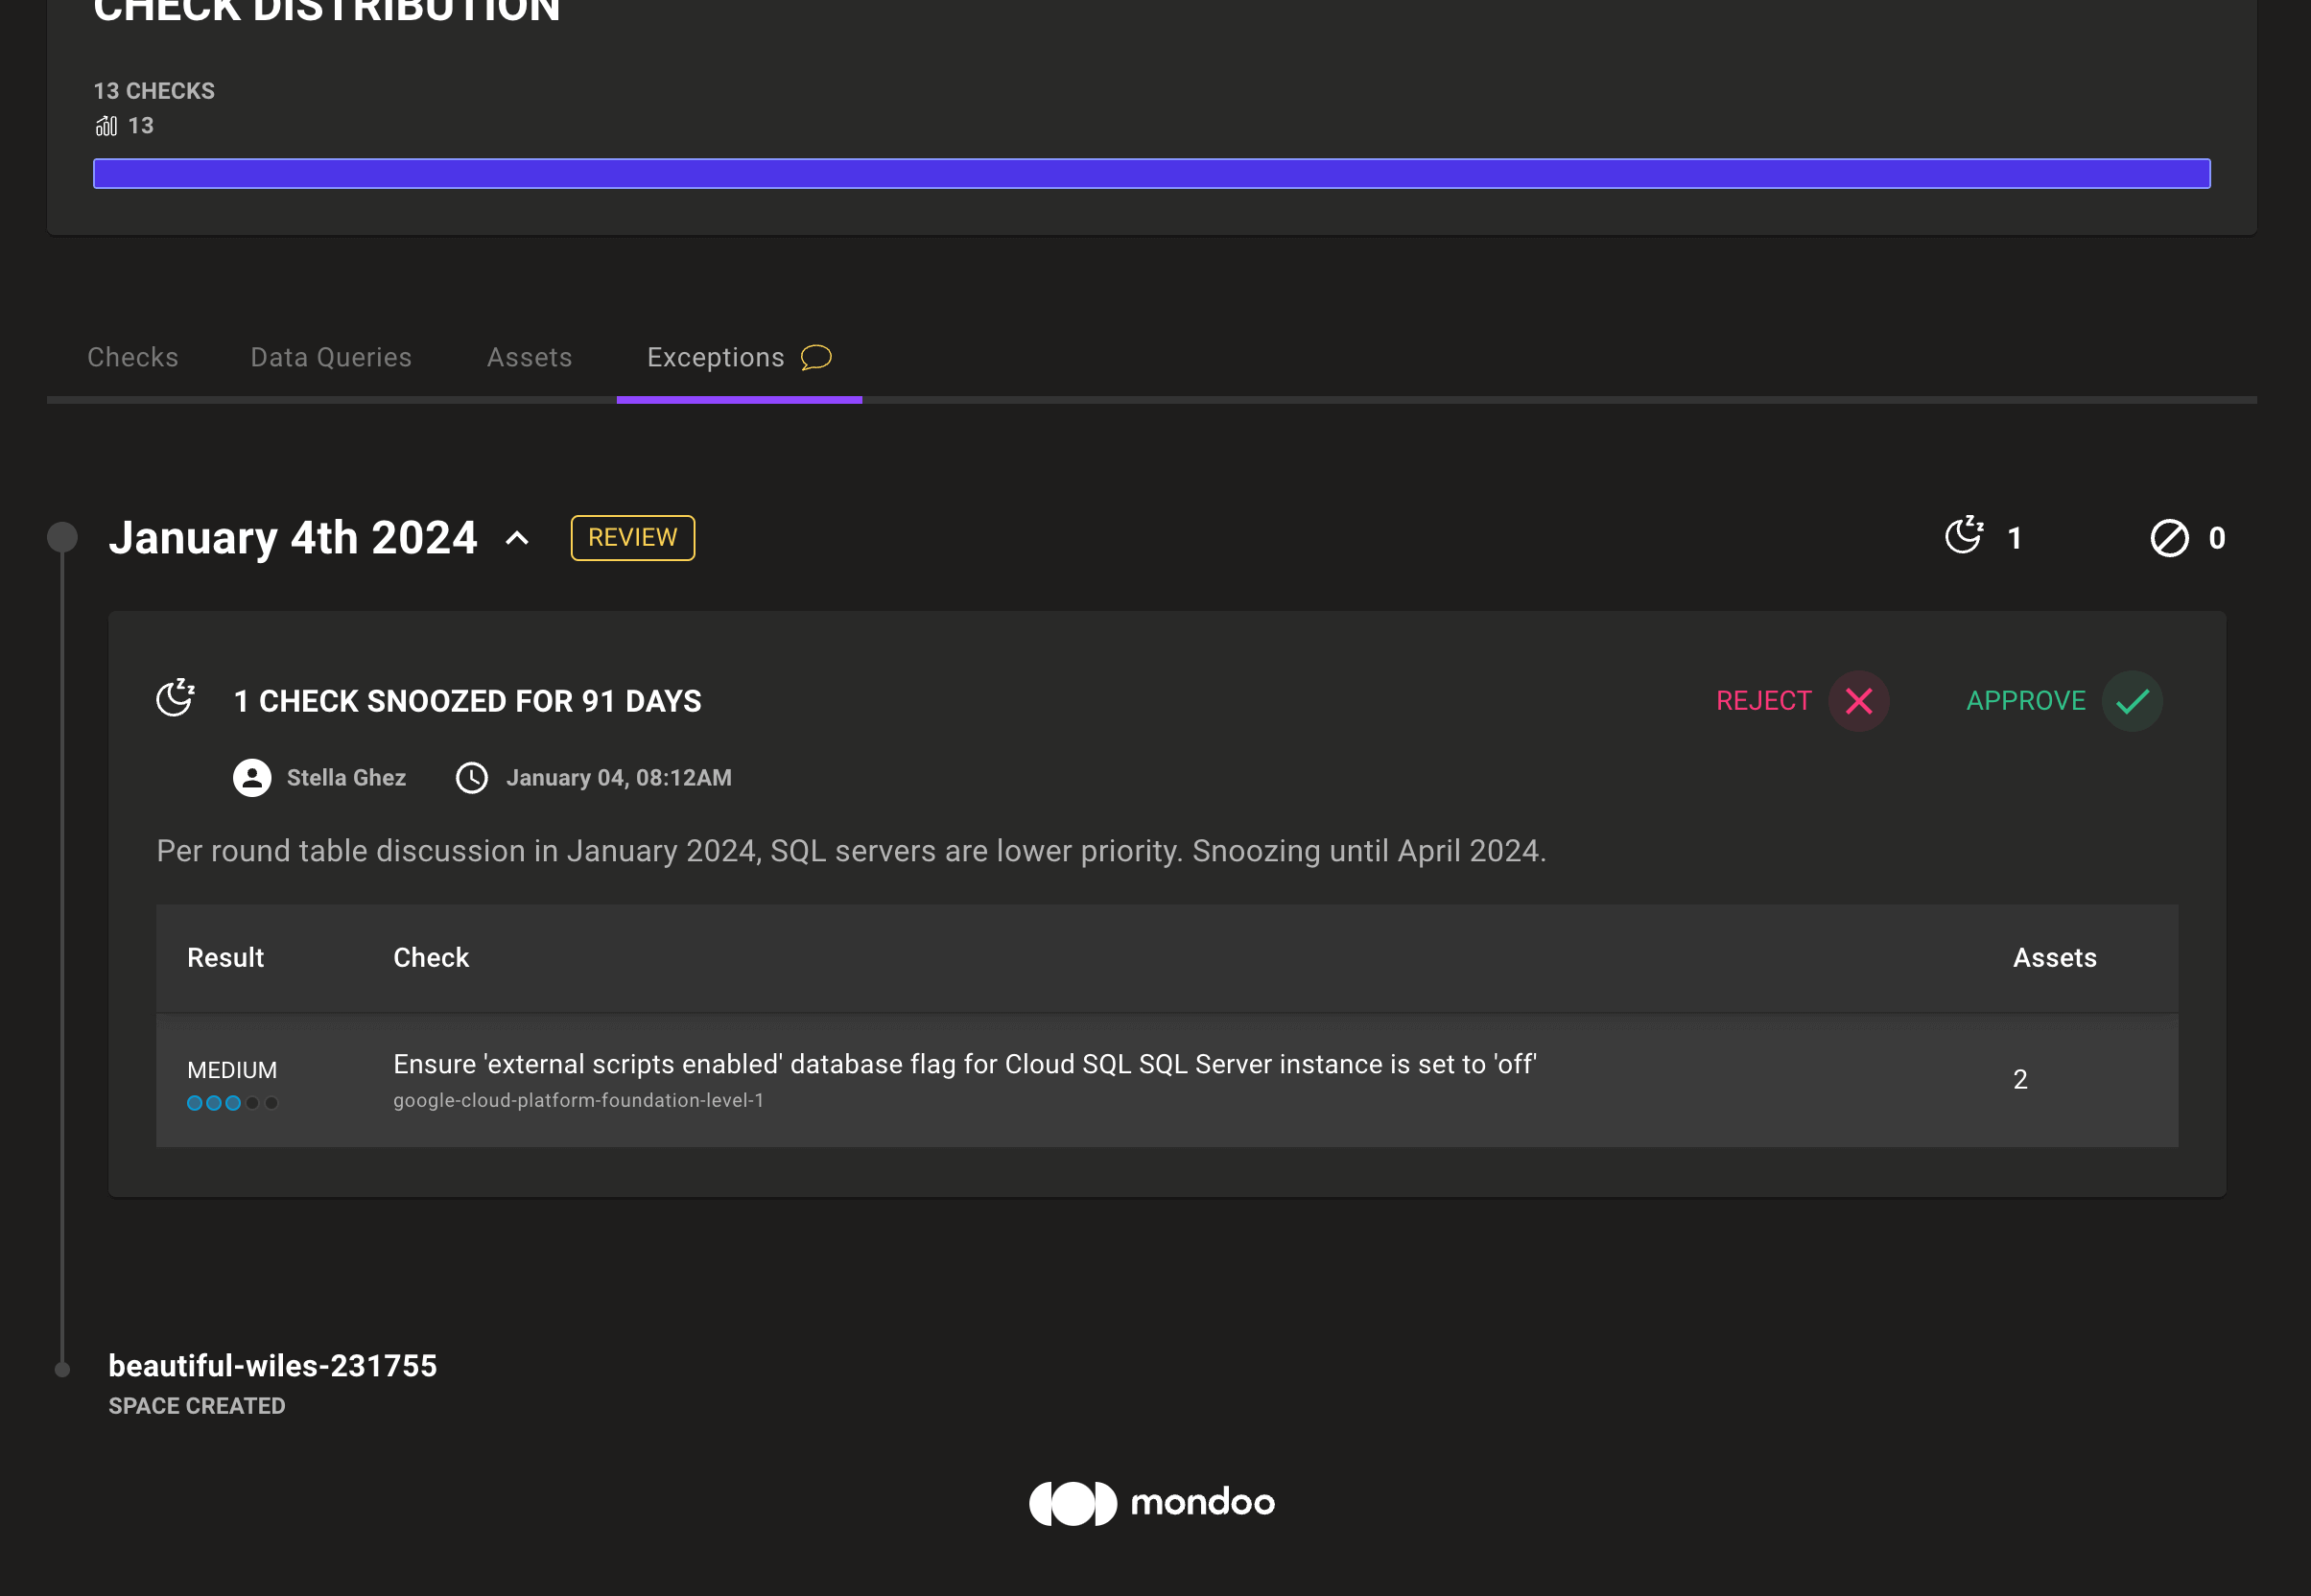 CHECK DISTRIBUTION
13 CHECKS
13
Checks Data Queries Assets Exceptions
January 4th 2024 REVIEW 1 0
1 CHECK SNOOZED FOR 91 DAYS REJECT APPROVE
Stella Ghez January 04, 08:12AM
Per round table discussion in January 2024, SQL servers are lower priority. Snoozing until April 2024.
Result Check Assets
MEDIUM Ensure 'external scripts enabled' database flag for Cloud SQL SQL Server instance is set to 'off' 2
google-cloud-platform-foundation-level-1
beautiful-wiles-231755
SPACE CREATED
mondoo